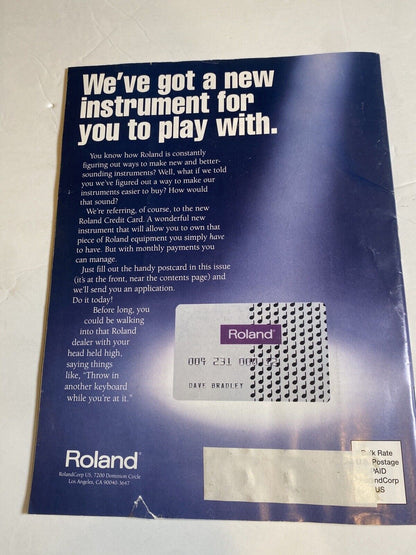 We've got a new
instrument for
you to play with.
You know how Roland is constantly
figuring out ways to make new and better-
sounding instruments? Well, what if we told
you we've figured out a way to make our
instruments easier to buy? How would
that sound?
We're referring, of course, to the new
Roland Credit Card. A wonderful new
instrument that will allow you to own that
piece of Roland equipment you simply have
to have. But with monthly payments you
can manage.
Just fill out the handy postcard in this issue
(it's at the front, near the contents page) and
we'll send you an application.
Do it today!
Before long, you
could be walking
into that Roland
dealer with your
head held high,
saying things
like, "Throw in
another keyboard
while you're at it."
Roland
004 231
DAVE BRADLEY
Roland
RolandCorp US, 7200 Dominion Circle
Los Angeles, CA 90040-3647
Rate
Postage
PAID
US